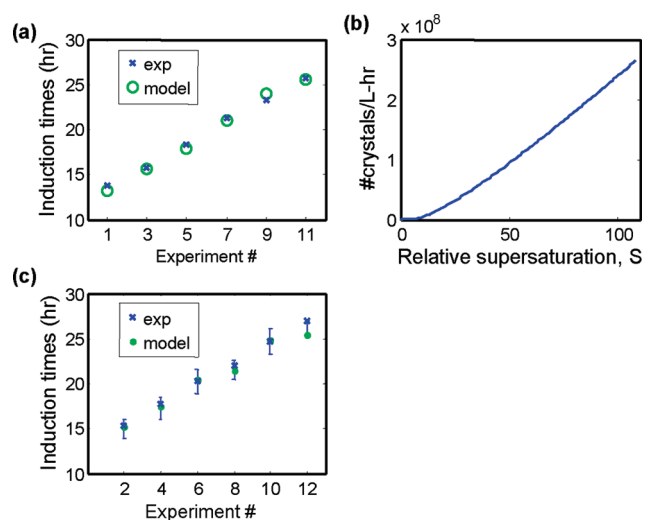 (a)
30
25
20
15
10
Induction times (hr)
exp
model
1 3 5 7 9 11
Experiment #
(b)
3 x 10^8
2
1
0
#crystals/L-hr
0 50 100
Relative supersaturation, S
(c)
30
25
20
15
10
Induction times (hr)
exp
model
2 4 6 8 10 12
Experiment #